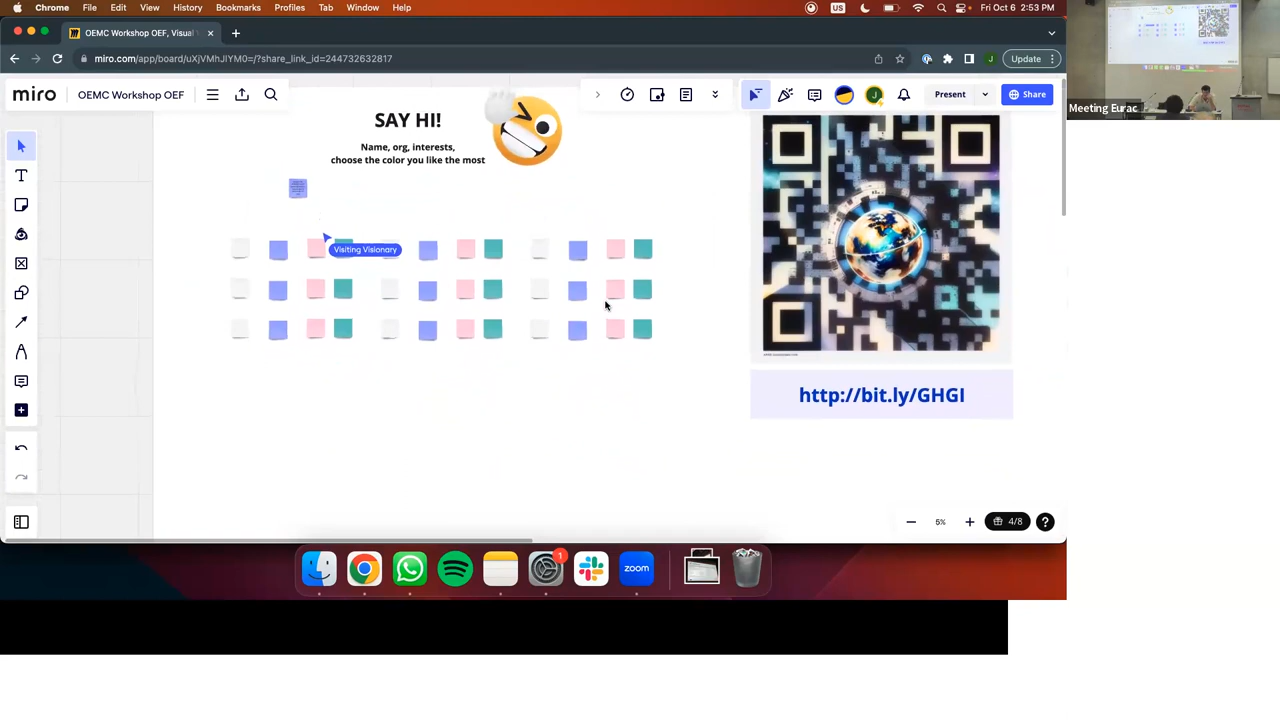 Chrome File Edit View History Bookmarks Profiles Tab Window Help
US Fri Oct 6 2:53 PM
OEMC Workshop OEF, Visual
miro.com/app/board/uXjVMhJIYM0=/?share_link_id=244732632817
Update
Meeting Eurac
miro OEMC Workshop OEF
J
Present
Share
SAY HI!
Name, org, interests,
choose the color you like the most
Visiting Visionary
http://bit.ly/GHGI
5%
4/8
?
1
zoom